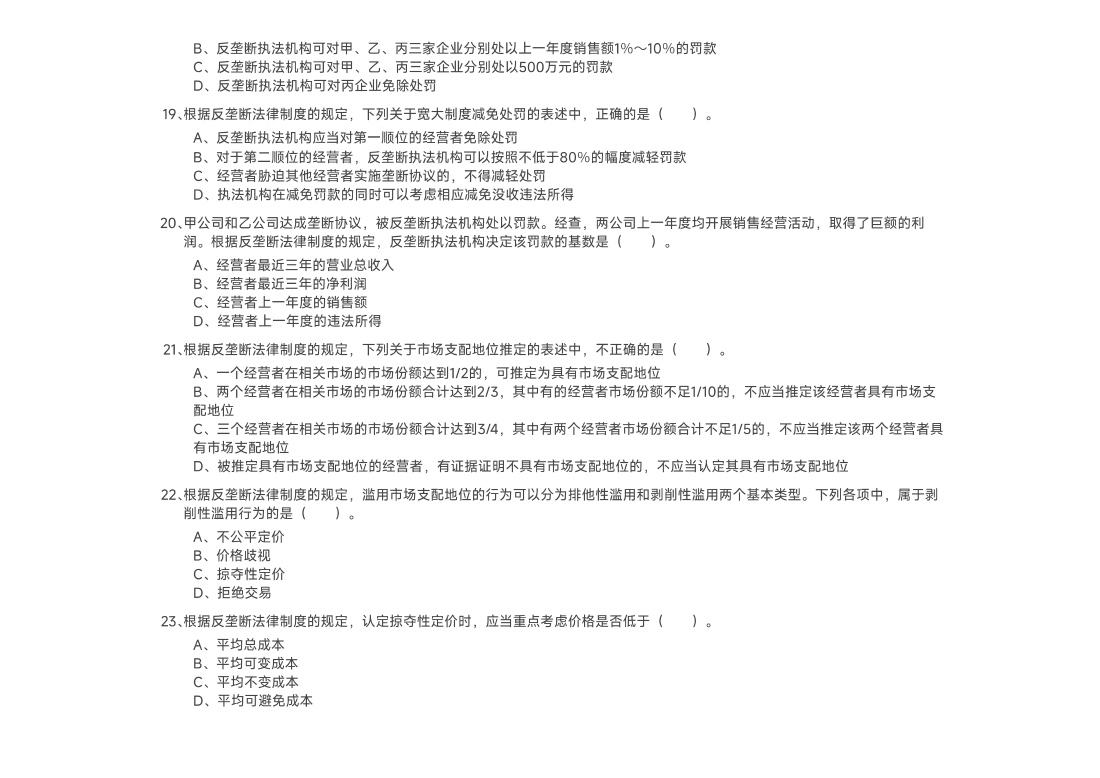 B、反垄断执法机构可对甲、乙、丙三家企业分别处以上一年度销售额1%～10%的罚款
C、反垄断执法机构可对甲、乙、丙三家企业分别处以500万元的罚款
D、反垄断执法机构可对丙企业免除处罚
19、根据反垄断法律制度的规定，下列关于宽大制度减免处罚的表述中，正确的是（　　）。
A、反垄断执法机构应当对第一顺位的经营者免除处罚
B、对于第二顺位的经营者，反垄断执法机构可以按照不低于80%的幅度减轻罚款
C、经营者胁迫其他经营者实施垄断协议的，不得减轻处罚
D、执法机构在减免罚款的同时可以考虑相应减免没收违法所得
20、甲公司和乙公司达成垄断协议，被反垄断执法机构处以罚款。经查，两公司上一年度均开展销售经营活动，取得了巨额的利
润。根据反垄断法律制度的规定，反垄断执法机构决定该罚款的基数是（　　）。
A、经营者最近三年的营业总收入
B、经营者最近三年的净利润
C、经营者上一年度的销售额
D、经营者上一年度的违法所得
21、根据反垄断法律制度的规定，下列关于市场支配地位推定的表述中，不正确的是（　　）。
A、一个经营者在相关市场的市场份额达到1/2的，可推定为具有市场支配地位
B、两个经营者在相关市场的市场份额合计达到2/3，其中有的经营者市场份额不足1/10的，不应当推定该经营者具有市场支
配地位
C、三个经营者在相关市场的市场份额合计达到3/4，其中有两个经营者市场份额合计不足1/5的，不应当推定该两个经营者具
有市场支配地位
D、被推定具有市场支配地位的经营者，有证据证明不具有市场支配地位的，不应当认定其具有市场支配地位
22、根据反垄断法律制度的规定，滥用市场支配地位的行为可以分为排他性滥用和剥削性滥用两个基本类型。下列各项中，属于剥
削性滥用行为的是（　　）。
A、不公平定价
B、价格歧视
C、掠夺性定价
D、拒绝交易
23、根据反垄断法律制度的规定，认定掠夺性定价时，应当重点考虑价格是否低于（　　）。
A、平均总成本
B、平均可变成本
C、平均不变成本
D、平均可避免成本